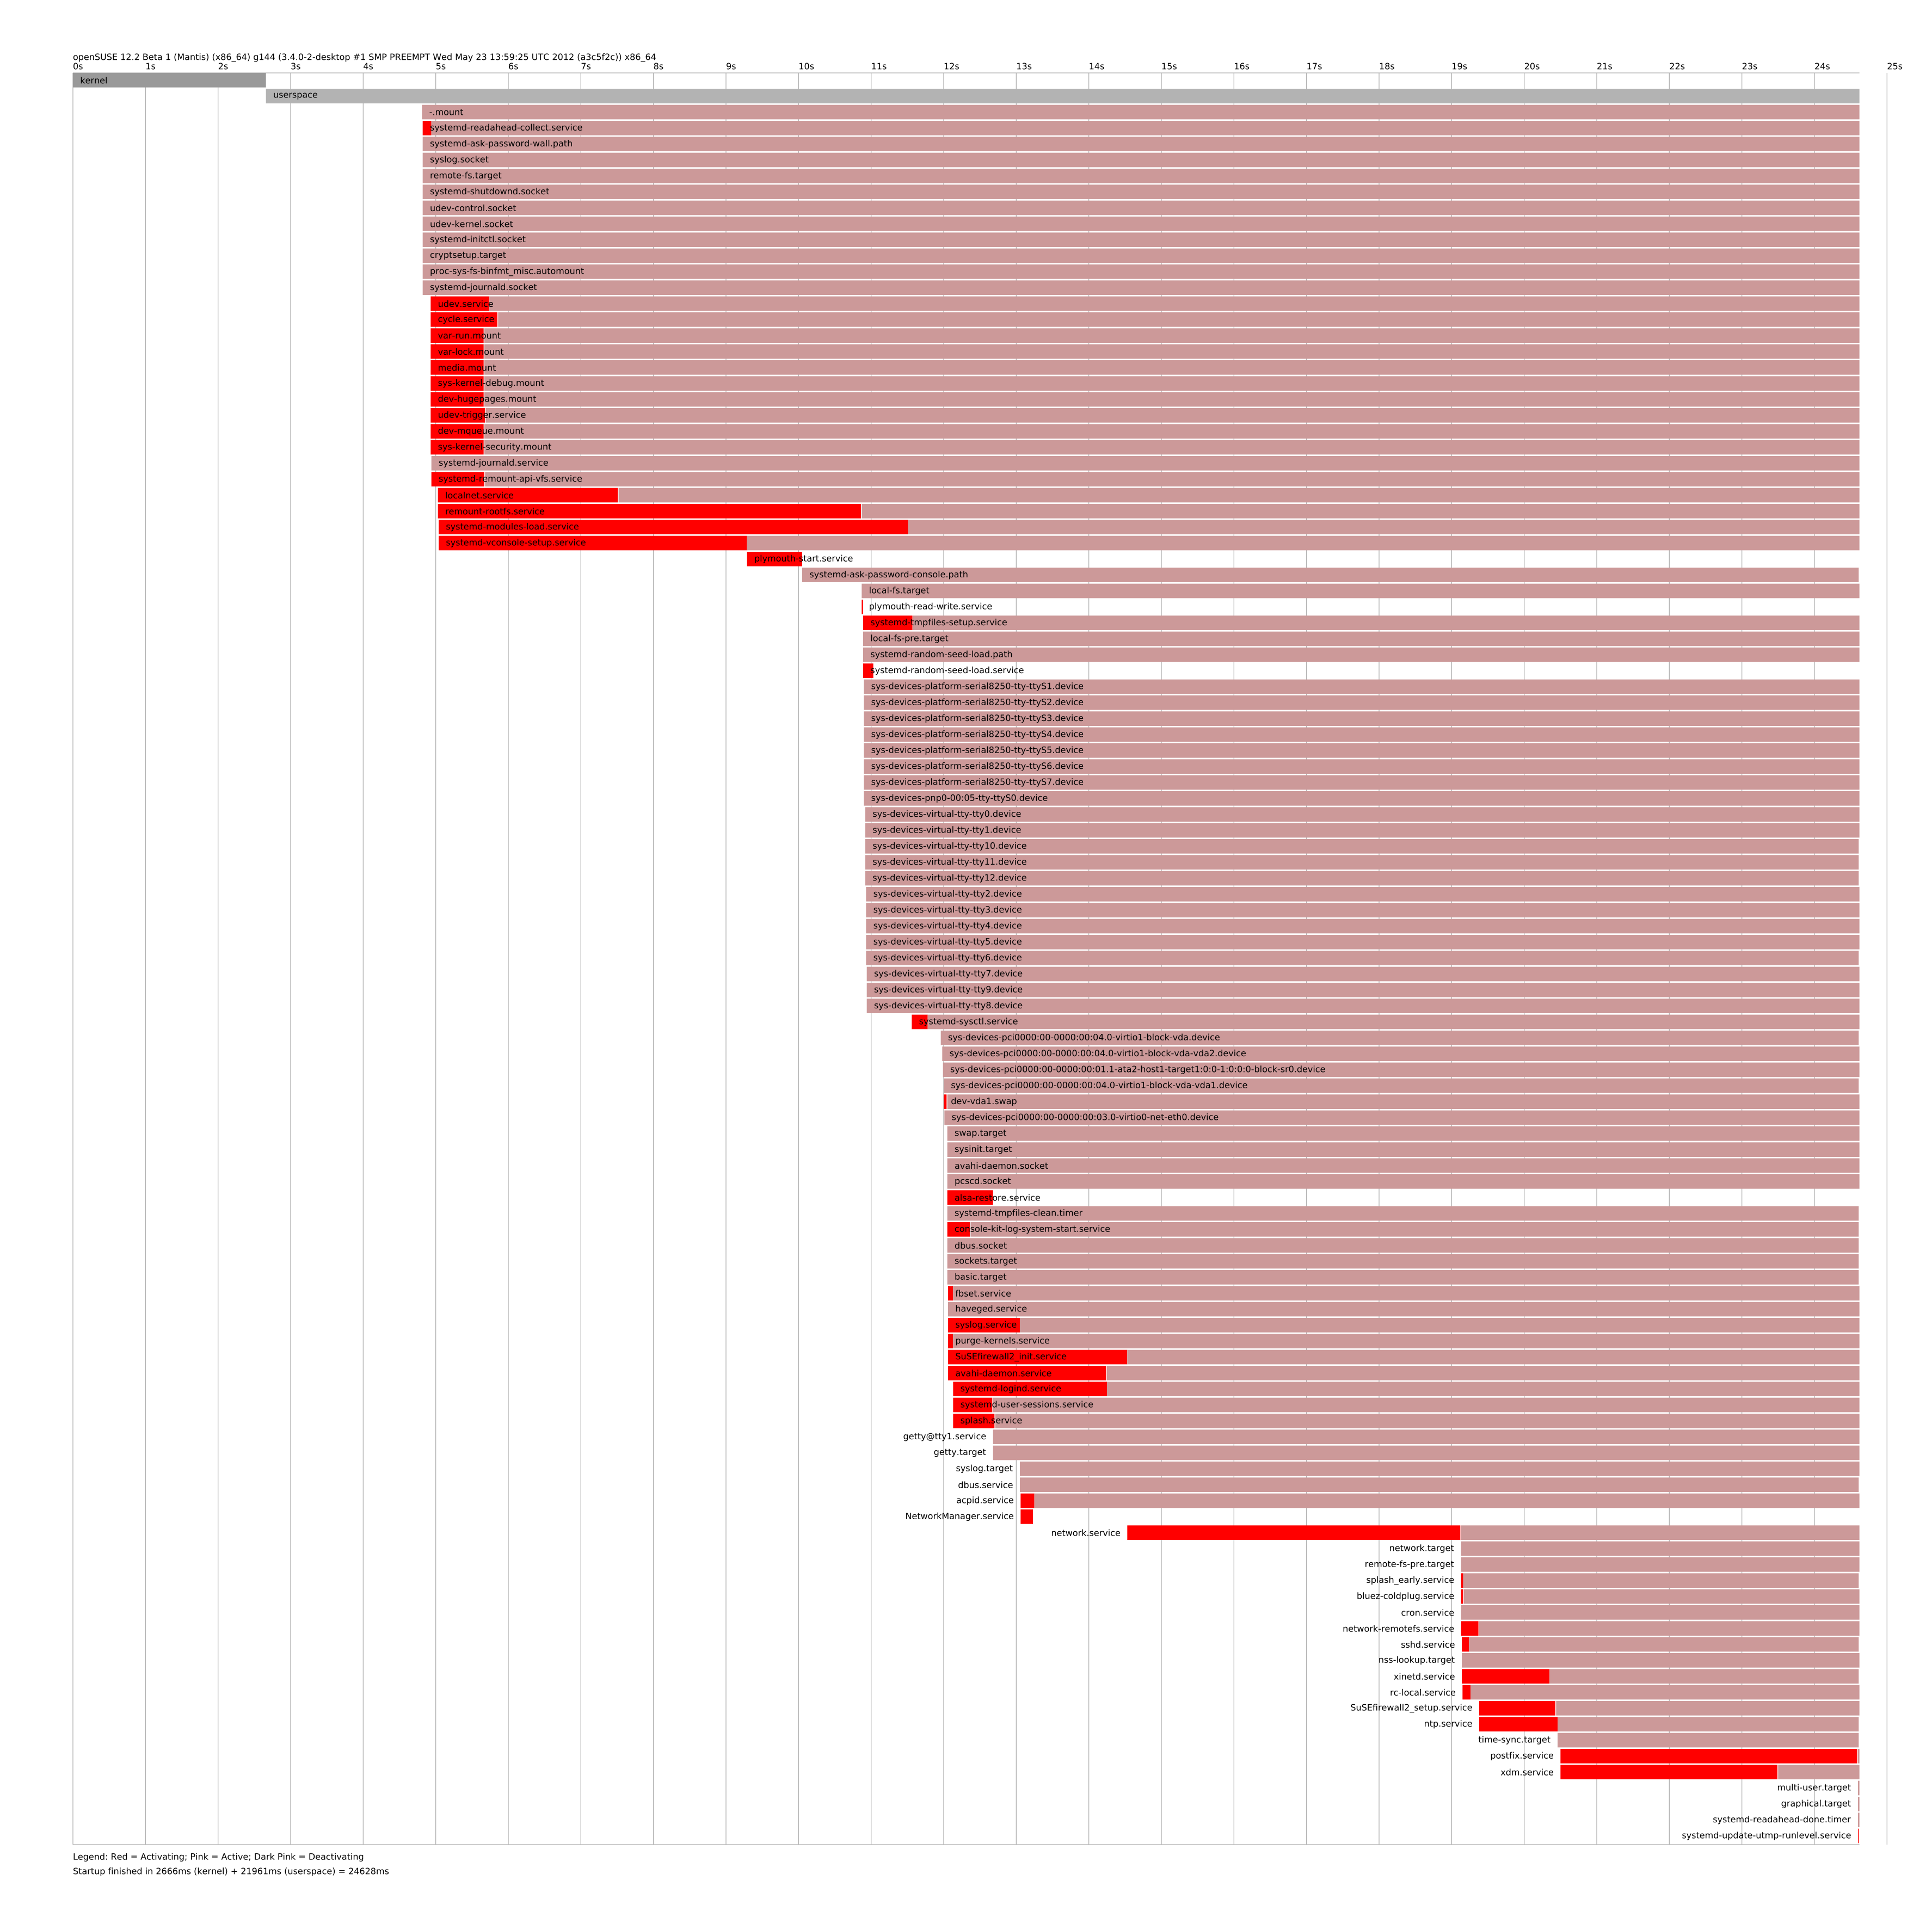 openSUSE 12.2 Beta 1 (Mantis) (x86_64) g144 (3.4.0-2-desktop #1 SMP PREEMPT Wed May 23 13:59:25 UTC 2012 (a3c5f2c)) x86_64
0s 1s 2s 3s 4s 5s 6s 7s 8s 9s 10s 11s 12s 13s 14s 15s 16s 17s 18s 19s 20s 21s 22s 23s 24s 25s
kernel
userspace
-.mount
systemd-readahead-collect.service
systemd-ask-password-wall.path
syslog.socket
remote-fs.target
systemd-shutdownd.socket
udev-control.socket
udev-kernel.socket
systemd-initctl.socket
cryptsetup.target
proc-sys-fs-binfmt_misc.automount
systemd-journald.socket
udev.service
cycle.service
var-run.mount
var-lock.mount
media.mount
sys-kernel-debug.mount
dev-hugepages.mount
udev-trigger.service
dev-mqueue.mount
sys-kernel-security.mount
systemd-journald.service
systemd-remount-api-vfs.service
localnet.service
remount-rootfs.service
systemd-modules-load.service
systemd-vconsole-setup.service
plymouth-start.service
systemd-ask-password-console.path
local-fs.target
plymouth-read-write.service
systemd-tmpfiles-setup.service
local-fs-pre.target
systemd-random-seed-load.path
systemd-random-seed-load.service
sys-devices-platform-serial8250-tty-ttyS1.device
sys-devices-platform-serial8250-tty-ttyS2.device
sys-devices-platform-serial8250-tty-ttyS3.device
sys-devices-platform-serial8250-tty-ttyS4.device
sys-devices-platform-serial8250-tty-ttyS5.device
sys-devices-platform-serial8250-tty-ttyS6.device
sys-devices-platform-serial8250-tty-ttyS7.device
sys-devices-pnp0-00:05-tty-ttyS0.device
sys-devices-virtual-tty-tty0.device
sys-devices-virtual-tty-tty1.device
sys-devices-virtual-tty-tty10.device
sys-devices-virtual-tty-tty11.device
sys-devices-virtual-tty-tty12.device
sys-devices-virtual-tty-tty2.device
sys-devices-virtual-tty-tty3.device
sys-devices-virtual-tty-tty4.device
sys-devices-virtual-tty-tty5.device
sys-devices-virtual-tty-tty6.device
sys-devices-virtual-tty-tty7.device
sys-devices-virtual-tty-tty9.device
sys-devices-virtual-tty-tty8.device
systemd-sysctl.service
sys-devices-pci0000:00-0000:00:04.0-virtio1-block-vda.device
sys-devices-pci0000:00-0000:00:04.0-virtio1-block-vda-vda2.device
sys-devices-pci0000:00-0000:00:01.1-ata2-host1-target1:0:0-1:0:0:0-block-sr0.device
sys-devices-pci0000:00-0000:00:04.0-virtio1-block-vda-vda1.device
dev-vda1.swap
sys-devices-pci0000:00-0000:00:03.0-virtio0-net-eth0.device
swap.target
sysinit.target
avahi-daemon.socket
pcscd.socket
alsa-restore.service
systemd-tmpfiles-clean.timer
console-kit-log-system-start.service
dbus.socket
sockets.target
basic.target
fbset.service
haveged.service
syslog.service
purge-kernels.service
SuSEfirewall2_init.service
avahi-daemon.service
systemd-logind.service
systemd-user-sessions.service
splash.service
getty@tty1.service
getty.target
syslog.target
dbus.service
acpid.service
NetworkManager.service
network.service
network.target
remote-fs-pre.target
splash_early.service
bluez-coldplug.service
cron.service
network-remotefs.service
sshd.service
nss-lookup.target
xinetd.service
rc-local.service
SuSEfirewall2_setup.service
ntp.service
time-sync.target
postfix.service
xdm.service
multi-user.target
graphical.target
systemd-readahead-done.timer
systemd-update-utmp-runlevel.service
Legend: Red = Activating; Pink = Active; Dark Pink = Deactivating
Startup finished in 2666ms (kernel) + 21961ms (userspace) = 24628ms